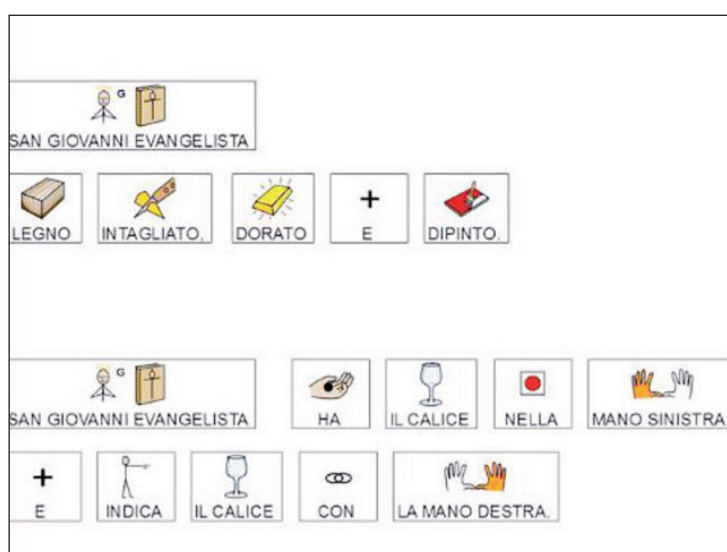 G
SAN GIOVANNI EVANGELISTA
LEGNO INTAGLIATO, DORATO E DIPINTO.
G
SAN GIOVANNI EVANGELISTA HA IL CALICE NELLA MANO SINISTRA
E INDICA IL CALICE CON LA MANO DESTRA.